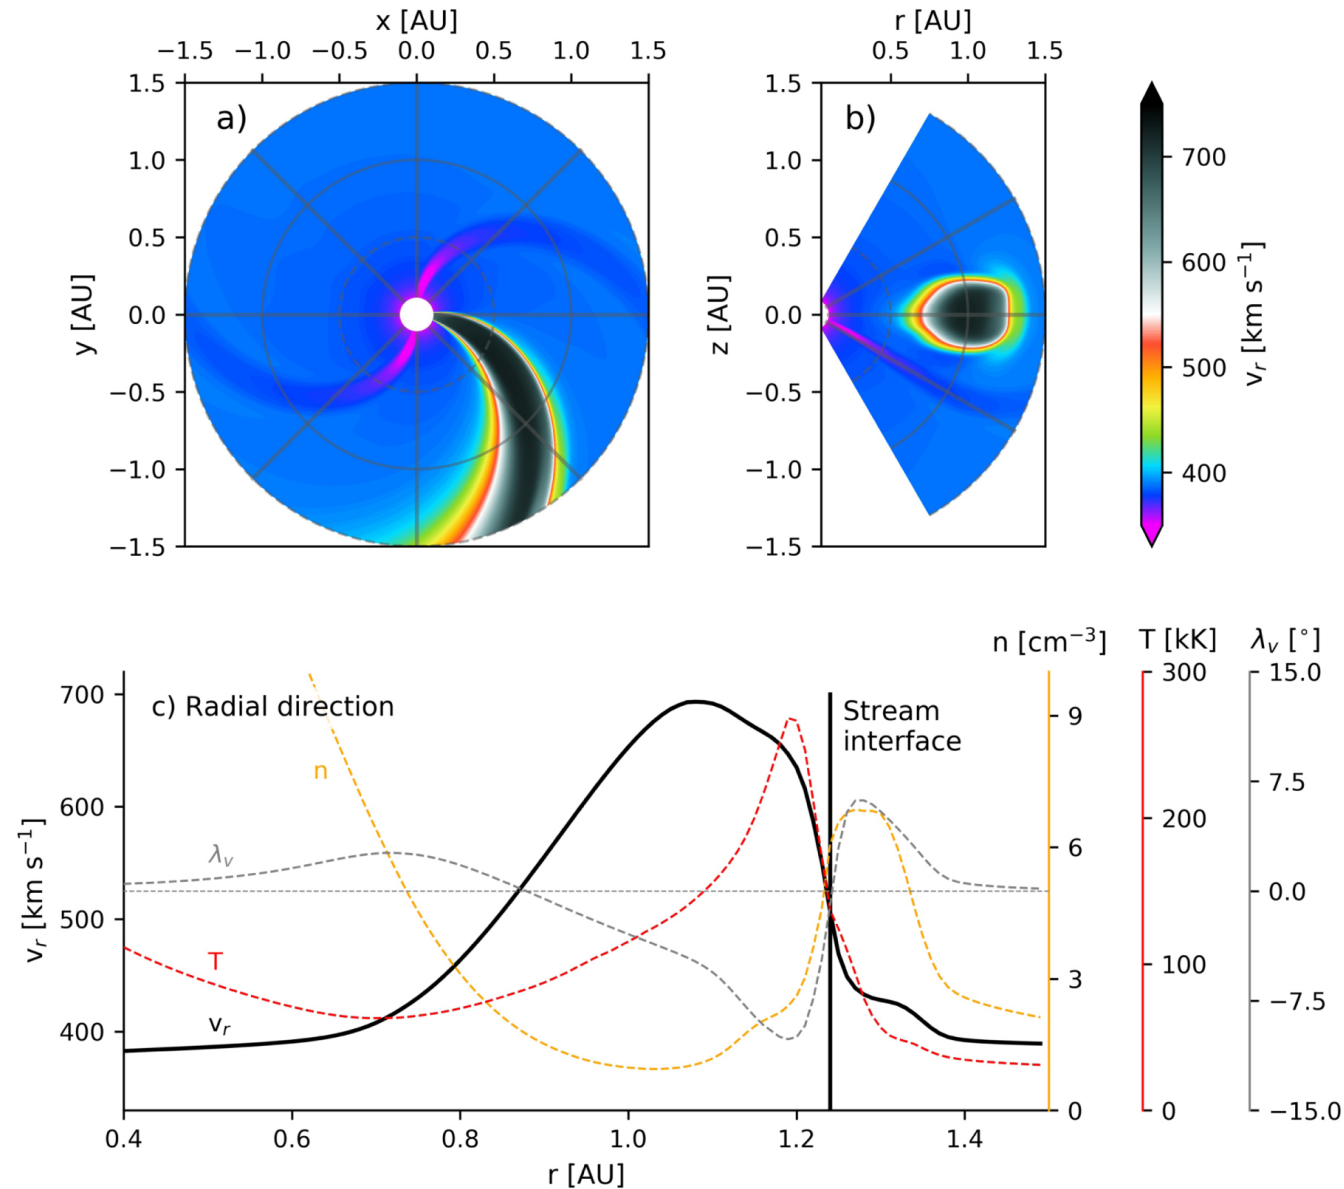 x [AU]
−1.5 −1.0 −0.5 0.0 0.5 1.0 1.5
r [AU]
0.5 1.0 1.5
a)
b)
1.5
1.0
0.5
0.0
−0.5
−1.0
−1.5
y [AU]
1.5
1.0
0.5
0.0
−0.5
−1.0
−1.5
z [AU]
700
600
500
400
v_r [km s⁻¹]
c) Radial direction
Stream
interface
n
λ_v
T
v_r
700
600
500
400
v_r [km s⁻¹]
0.4 0.6 0.8 1.0 1.2 1.4
r [AU]
n [cm⁻³]
9
6
3
0
T [kK]
300
200
100
0
λ_v [°]
15.0
7.5
0.0
−7.5
−15.0